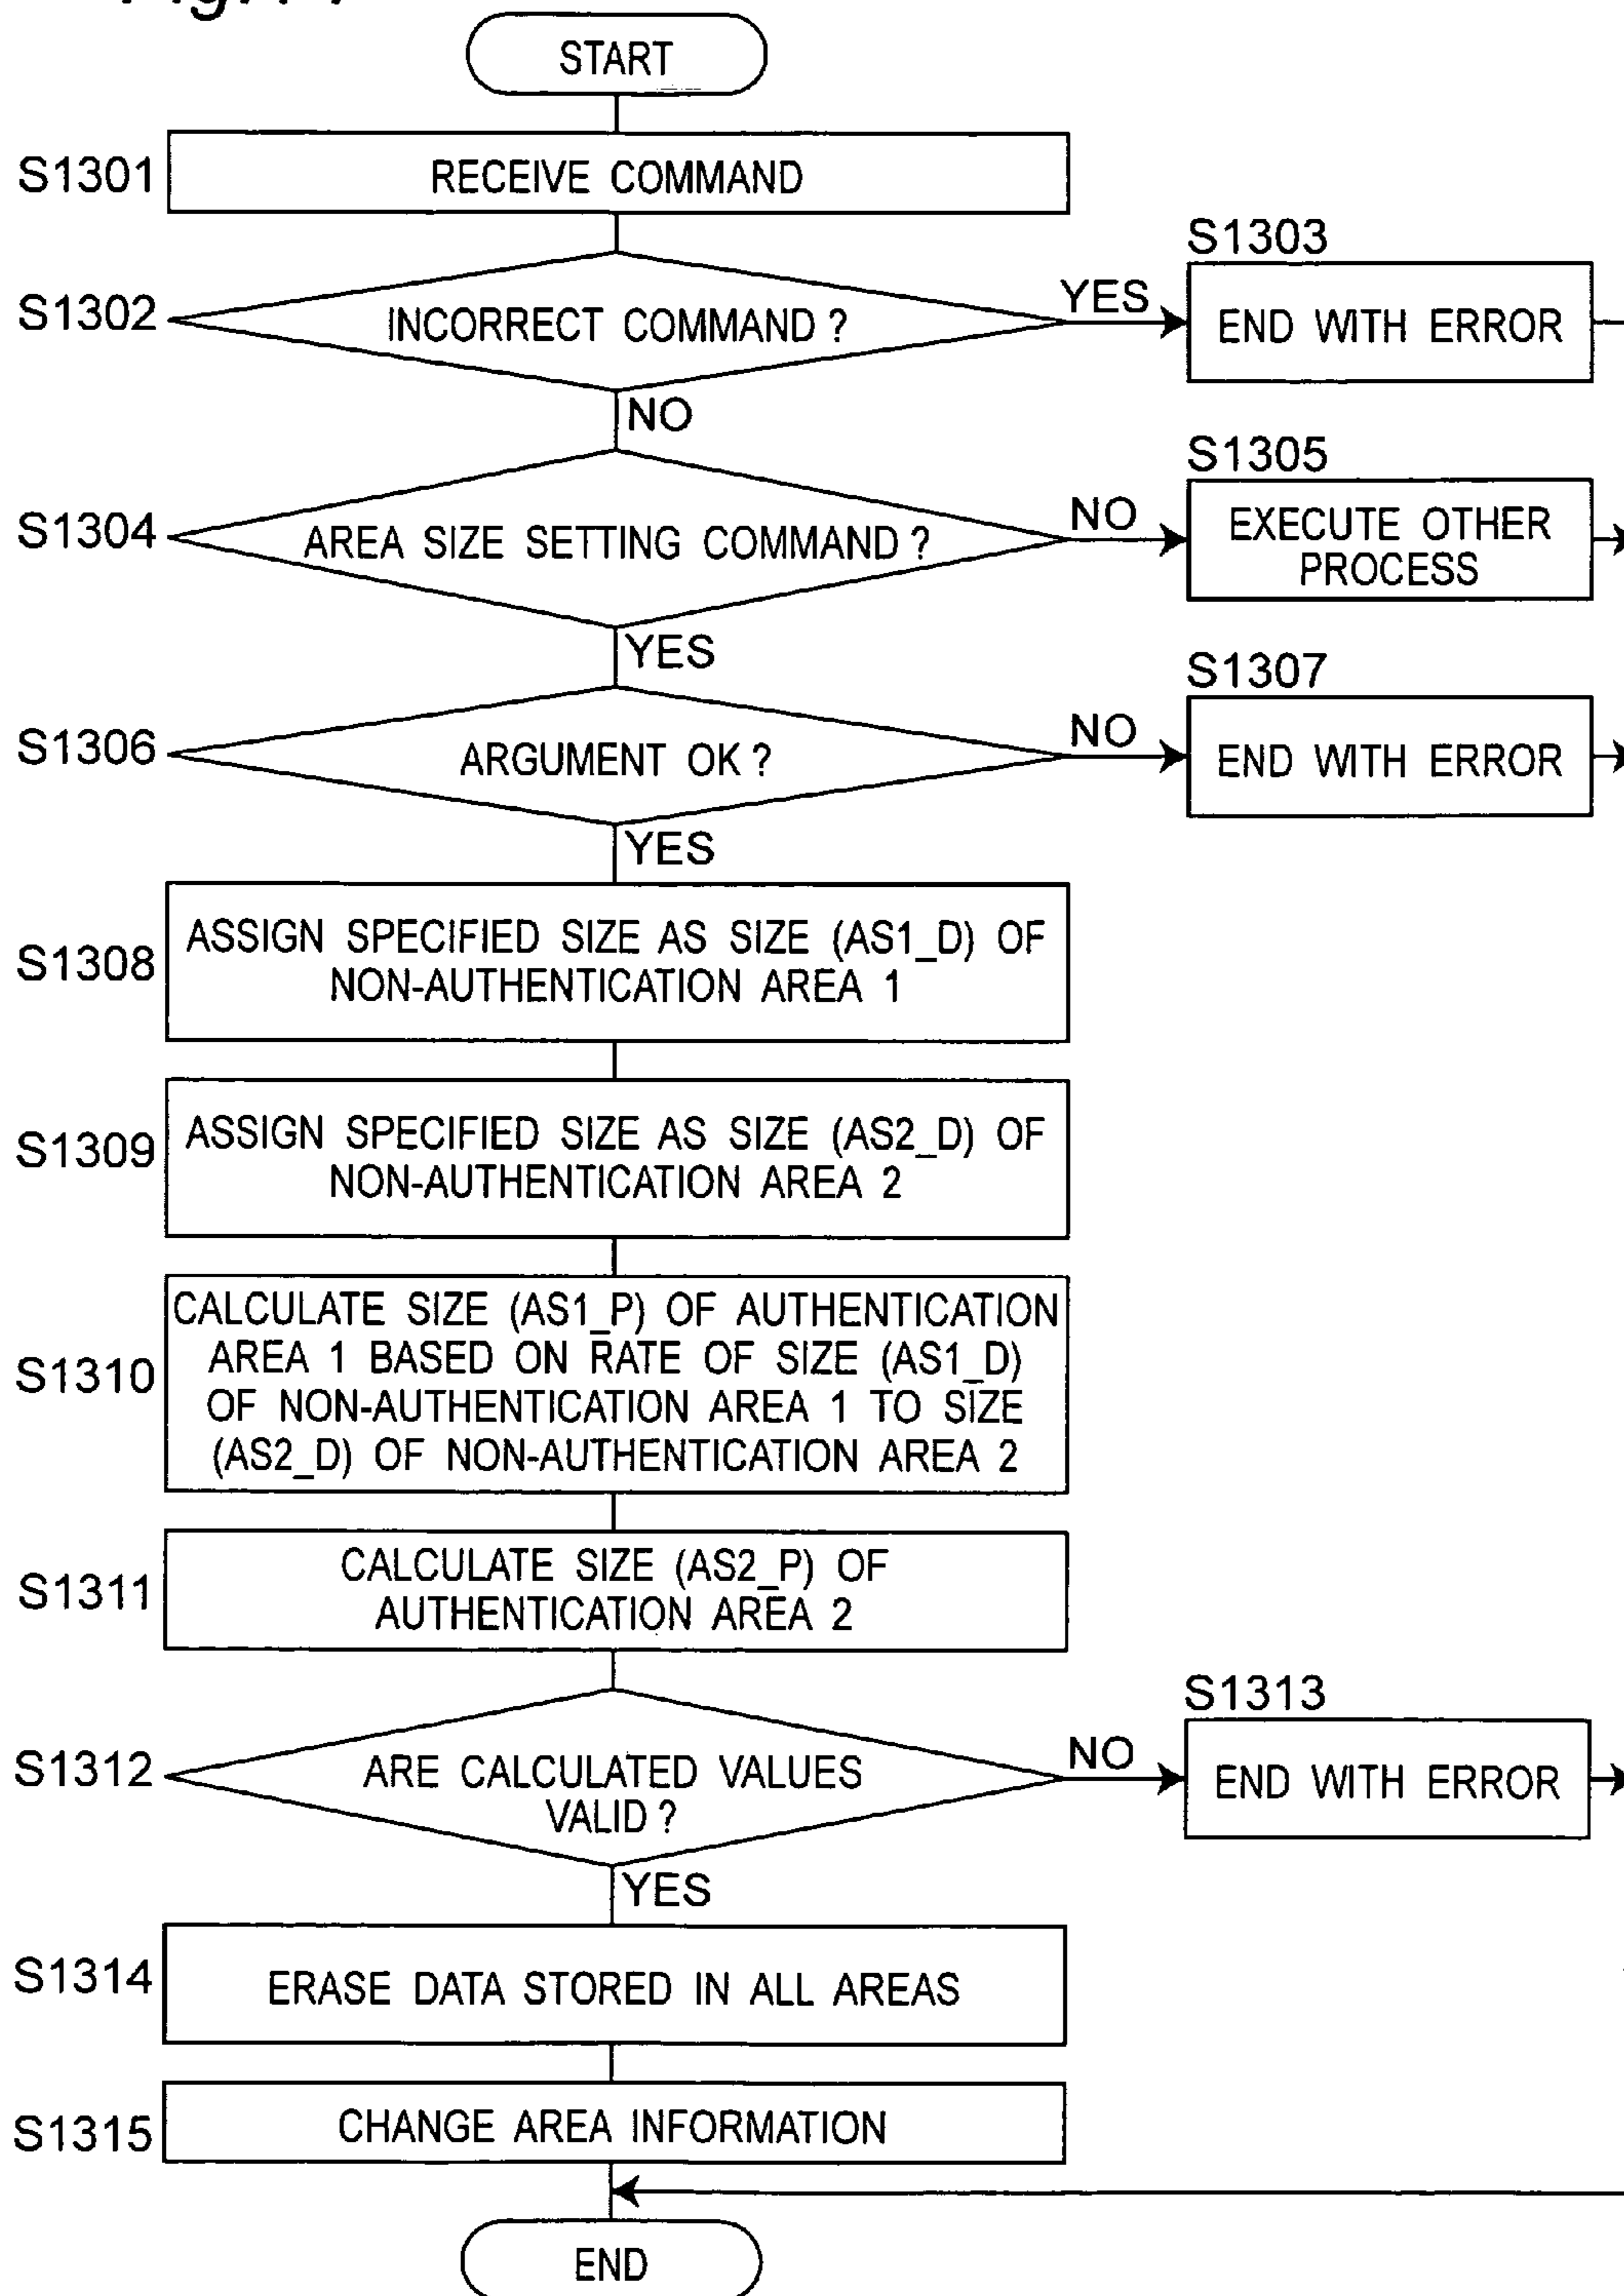 START
S1301
RECEIVE COMMAND
S1302
INCORRECT COMMAND ?
YES
S1303
END WITH ERROR
NO
S1304
AREA SIZE SETTING COMMAND ?
NO
S1305
EXECUTE OTHER
PROCESS
YES
S1306
ARGUMENT OK ?
NO
S1307
END WITH ERROR
YES
S1308
ASSIGN SPECIFIED SIZE AS SIZE (AS1_D) OF
NON-AUTHENTICATION AREA 1
S1309
ASSIGN SPECIFIED SIZE AS SIZE (AS2_D) OF
NON-AUTHENTICATION AREA 2
S1310
CALCULATE SIZE (AS1_P) OF AUTHENTICATION
AREA 1 BASED ON RATE OF SIZE (AS1_D)
OF NON-AUTHENTICATION AREA 1 TO SIZE
(AS2_D) OF NON-AUTHENTICATION AREA 2
S1311
CALCULATE SIZE (AS2_P) OF
AUTHENTICATION AREA 2
S1312
ARE CALCULATED VALUES
VALID ?
NO
S1313
END WITH ERROR
YES
S1314
ERASE DATA STORED IN ALL AREAS
S1315
CHANGE AREA INFORMATION
END